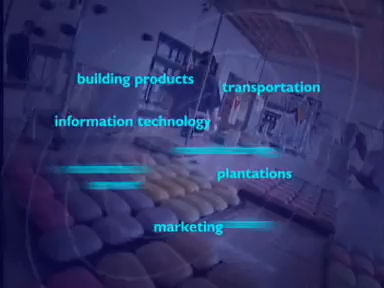 building products
transportation
information technology
plantations
marketing